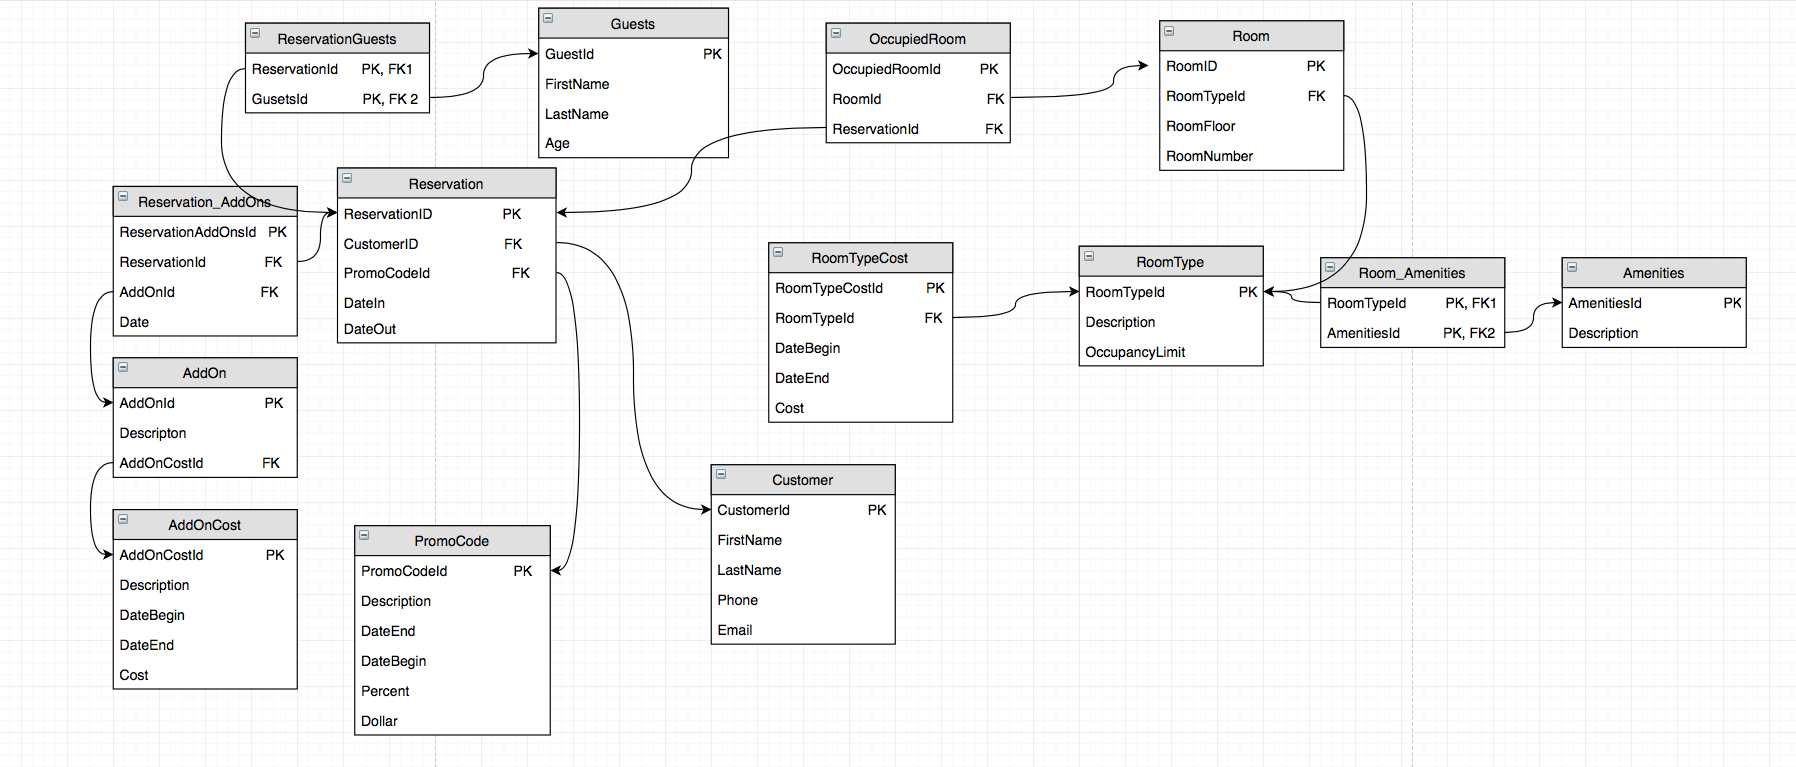 ReservationGuests
ReservationId PK, FK1
GusetsId PK, FK 2
Guests
GuestId PK
FirstName
LastName
Age
OccupiedRoom
OccupiedRoomId PK
RoomId FK
ReservationId FK
Room
RoomID PK
RoomTypeId FK
RoomFloor
RoomNumber
Reservation_AddOns
ReservationAddOnsId PK
ReservationId FK
AddOnId FK
Date
Reservation
ReservationID PK
CustomerID FK
PromoCodeId FK
DateIn
DateOut
RoomTypeCost
RoomTypeCostId PK
RoomTypeId FK
DateBegin
DateEnd
Cost
RoomType
RoomTypeId PK
Description
OccupancyLimit
Room_Amenities
RoomTypeId PK, FK1
AmenitiesId PK, FK2
Amenities
AmenitiesId PK
Description
AddOn
AddOnId PK
Descripton
AddOnCostId FK
AddOnCost
AddOnCostId PK
Description
DateBegin
DateEnd
Cost
PromoCode
PromoCodeId PK
Description
DateEnd
DateBegin
Percent
Dollar
Customer
CustomerId PK
FirstName
LastName
Phone
Email